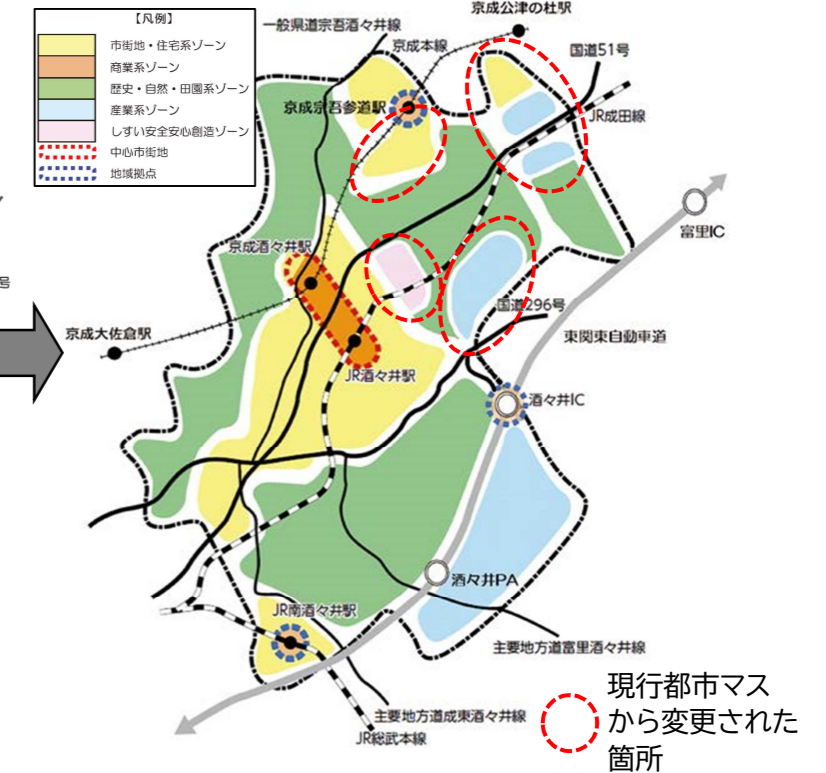 【凡例】
市街地・住宅系ゾーン
商業系ゾーン
歴史・自然・田園系ゾーン
産業系ゾーン
しすい安全安心創造ゾーン
中心市街地
地域拠点
京成公津の杜駅
一般県道宗吾酒々井線
京成本線
国道51号
京成宗吾参道駅
JR成田線
富里IC
京成酒々井駅
号
国道296号
京成大佐倉駅
東関東自動車道
JR酒々井駅
酒々井IC
酒々井PA
JR南酒々井駅
主要地方道富里酒々井線
主要地方道成東酒々井線
JR総武本線
現行都市マス
から変更された
箇所